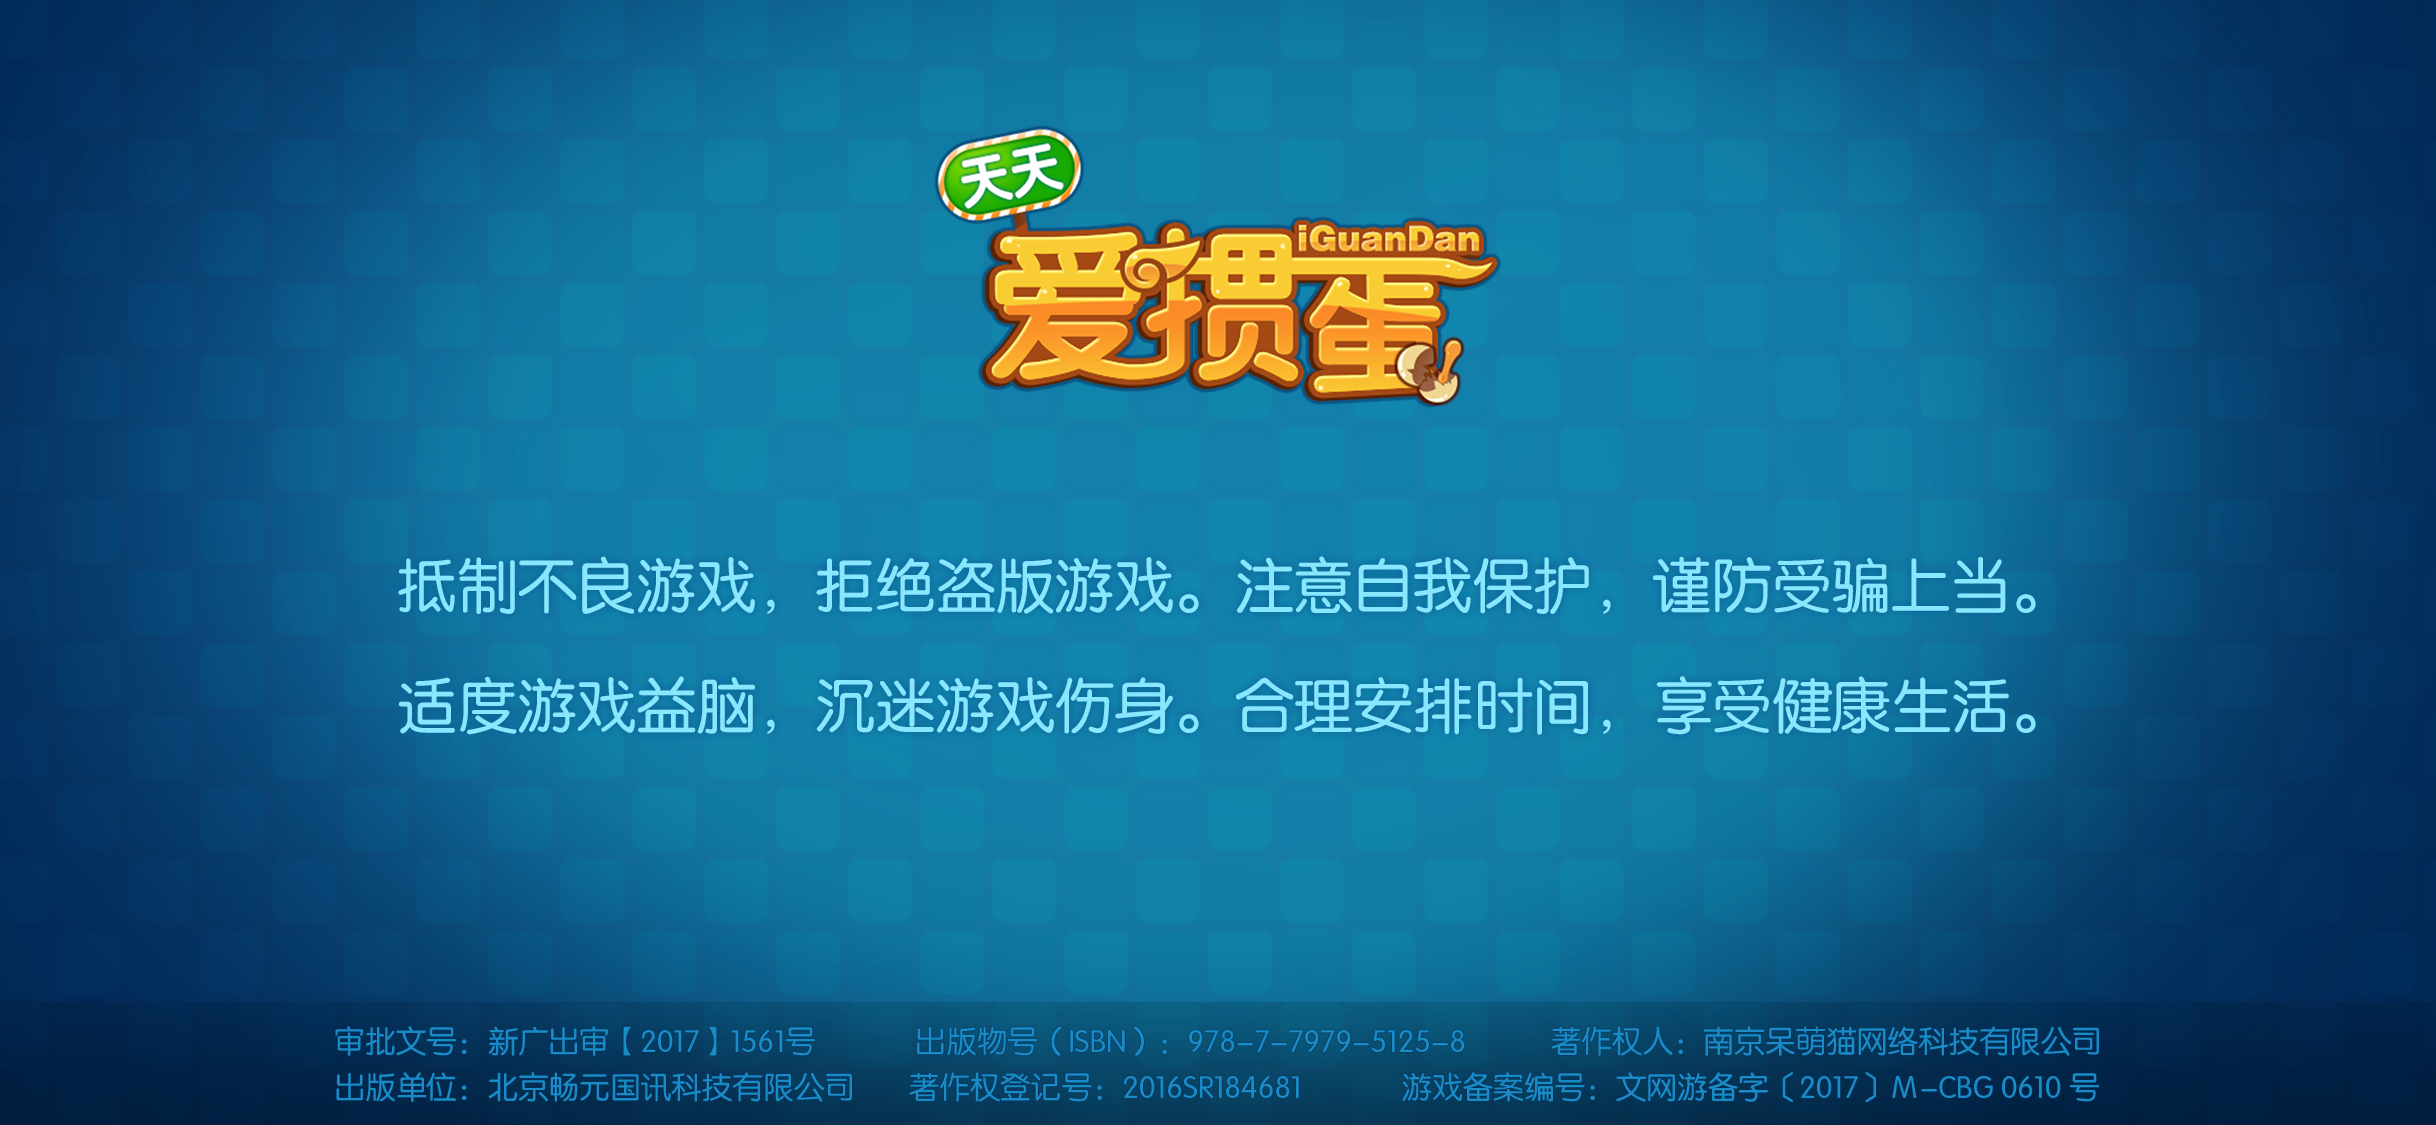 天天
iGuanDan
爱掼蛋
抵制不良游戏，拒绝盗版游戏。注意自我保护，谨防受骗上当。
适度游戏益脑，沉迷游戏伤身。合理安排时间，享受健康生活。
审批文号：新广出审【2017】1561号 出版物号（ISBN）：978-7-7979-5125-8 著作权人：南京呆萌猫网络科技有限公司
出版单位：北京畅元国讯科技有限公司 著作权登记号：2016SR184681 游戏备案编号：文网游备字〔2017〕M-CBG 0610 号